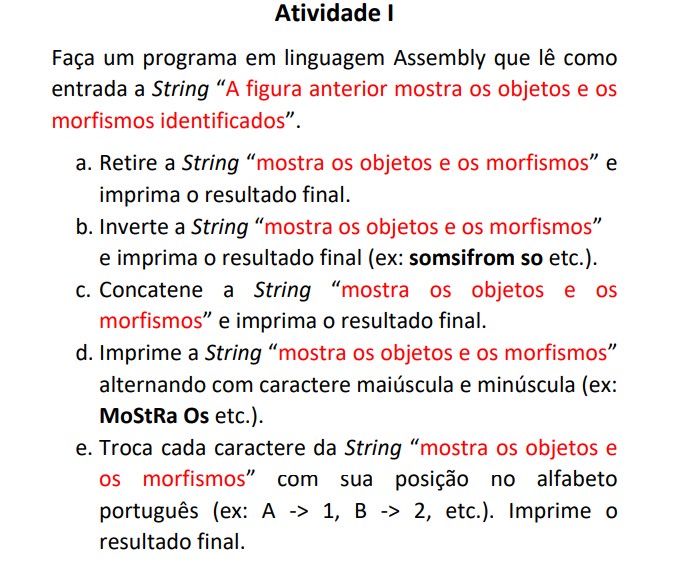 Atividade I
Faça um programa em linguagem Assembly que lê como
entrada a String “A figura anterior mostra os objetos e os
morfismos identificados”.
a. Retire a String “mostra os objetos e os morfismos” e
imprima o resultado final.
b. Inverte a String “mostra os objetos e os morfismos”
e imprima o resultado final (ex: somsifrom so etc.).
c. Concatene a String “mostra os objetos e os
morfismos” e imprima o resultado final.
d. Imprime a String “mostra os objetos e os morfismos”
alternando com caractere maiúscula e minúscula (ex:
MoStRa Os etc.).
e. Troca cada caractere da String “mostra os objetos e
os morfismos” com sua posição no alfabeto
português (ex: A -> 1, B -> 2, etc.). Imprime o
resultado final.